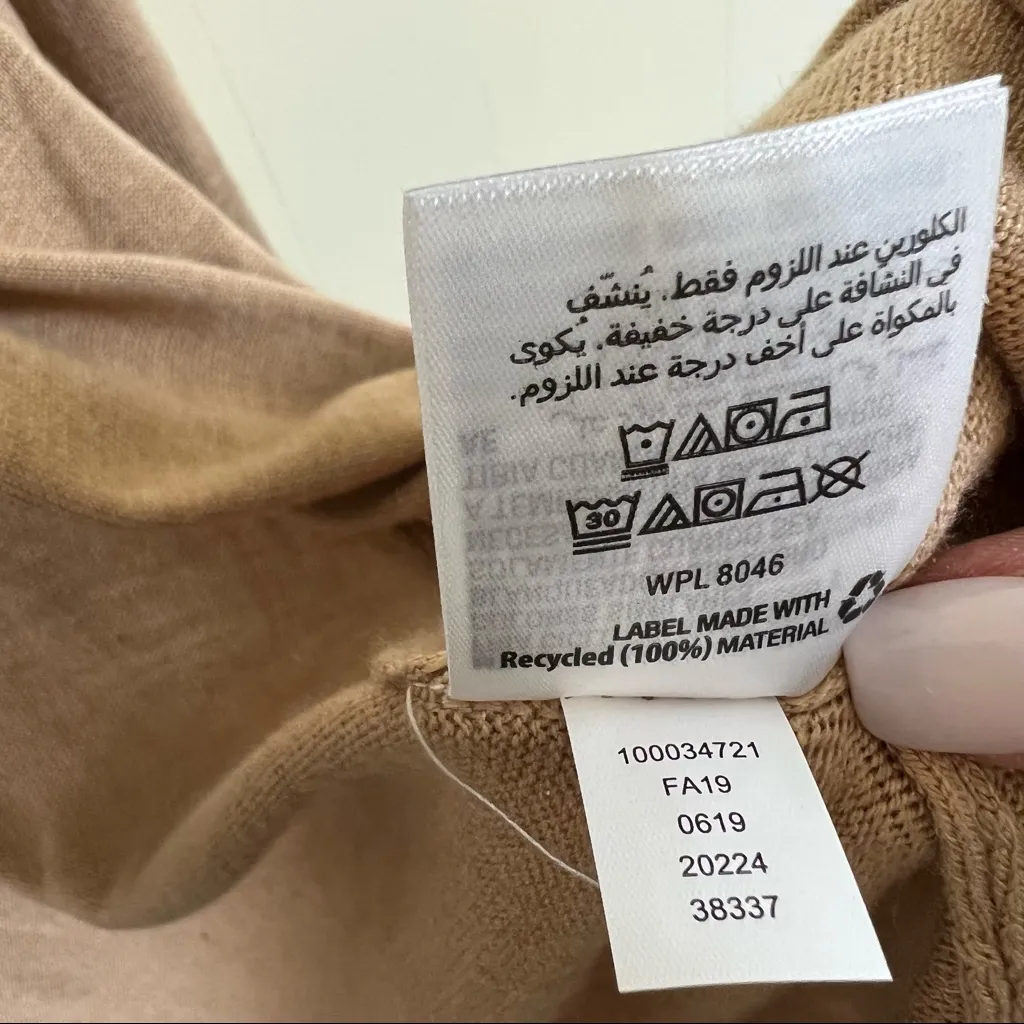 الكلورين عند اللزوم فقط. يُنشّف
في النشافة على درجة خفيفة. يُكوى
بالمكواة على أخف درجة عند اللزوم.
30
WPL 8046
LABEL MADE WITH
Recycled (100%) MATERIAL
100034721
FA19
0619
20224
38337